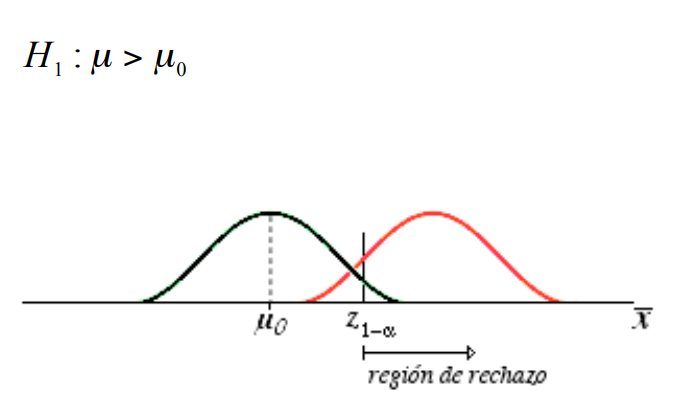 H₁ : μ > μ₀
μ₀ z₁₋α x̅
región de rechazo